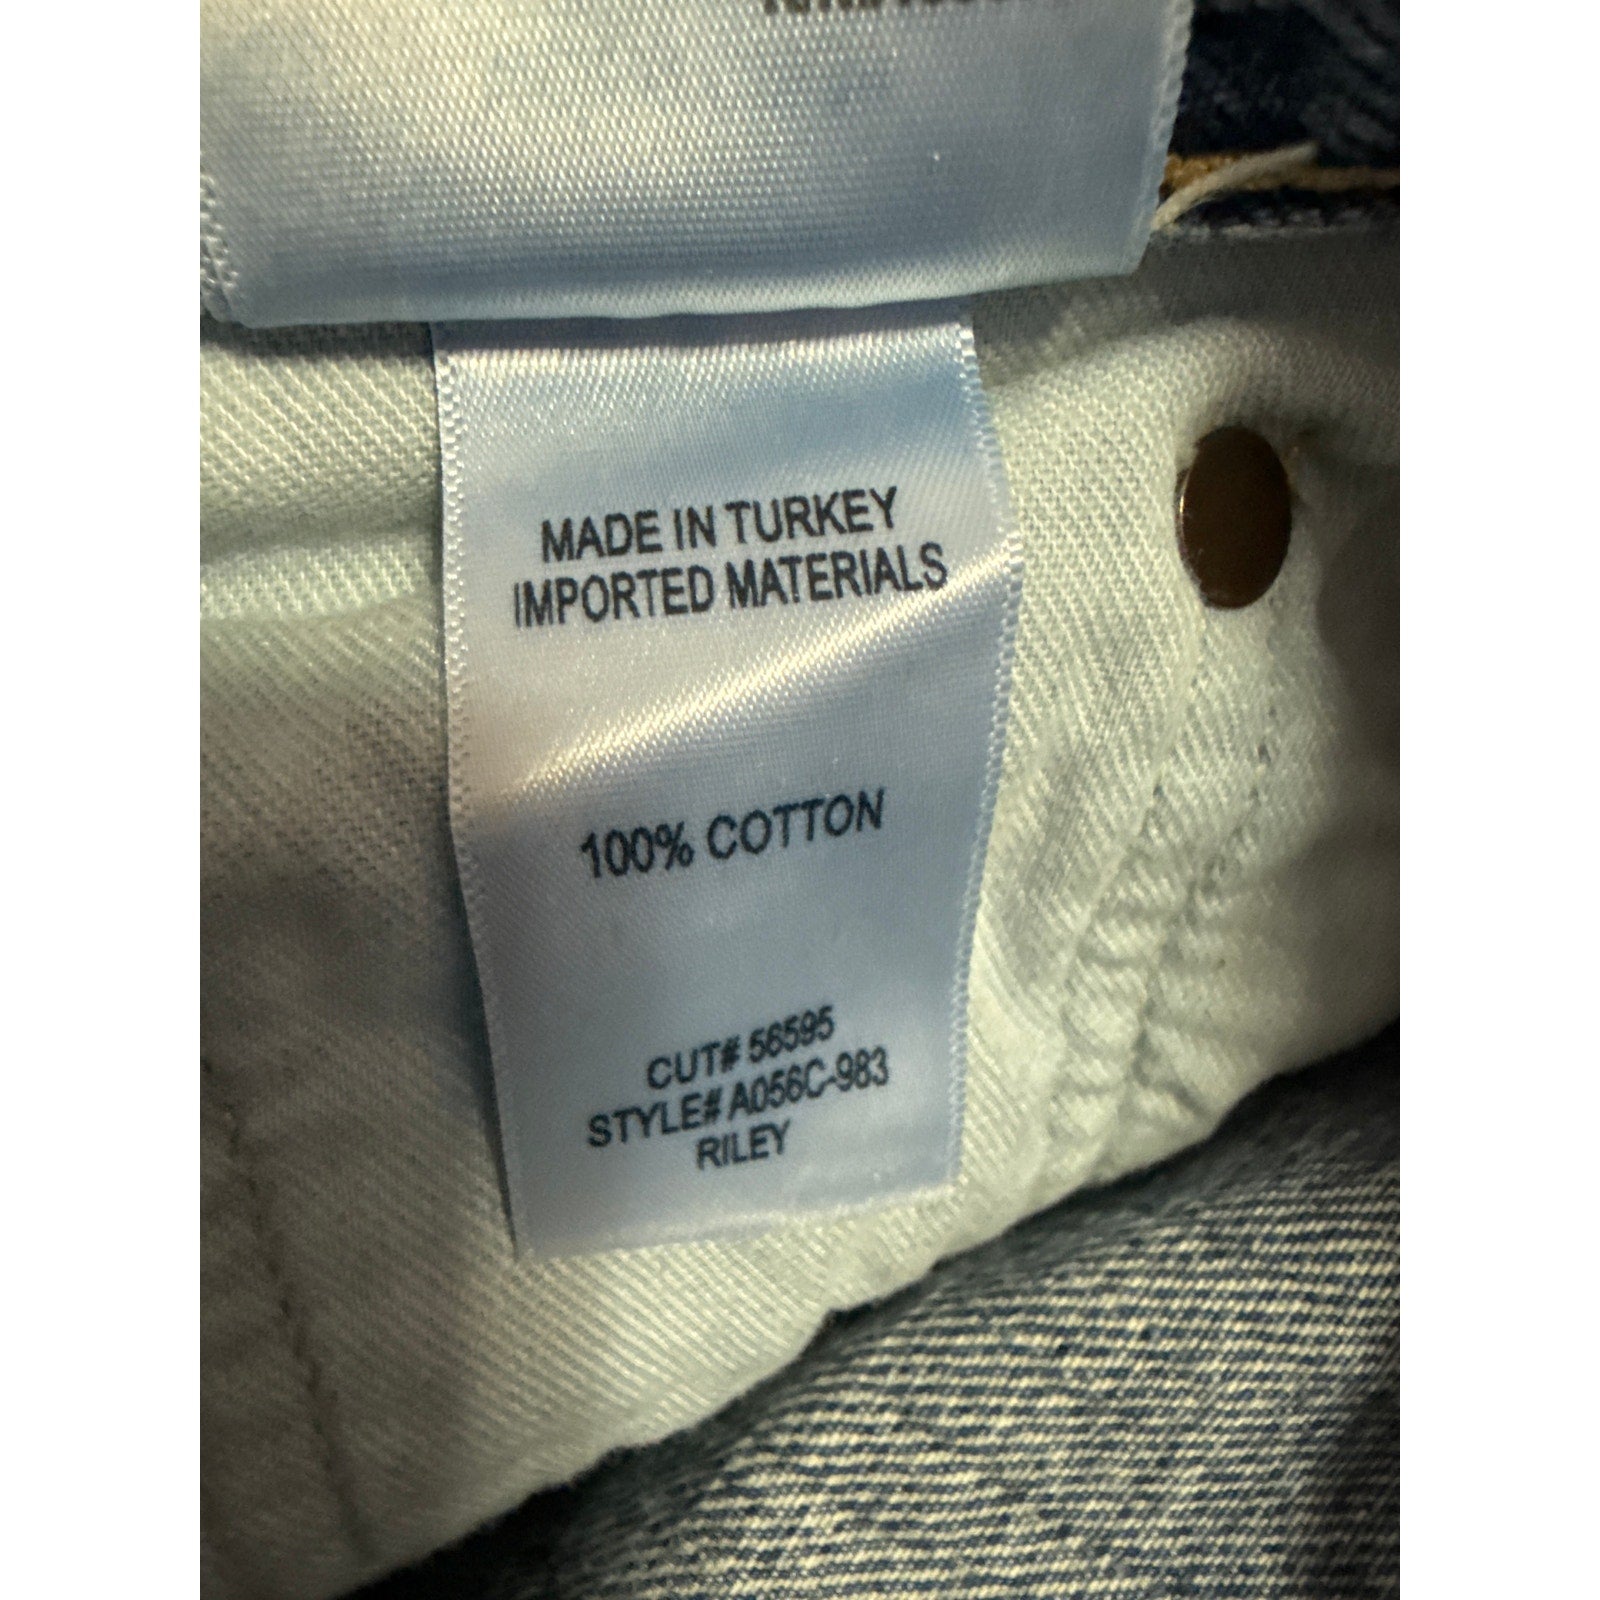 MADE IN TURKEY
IMPORTED MATERIALS
100% COTTON
CUT# 56595
STYLE# A056C-983
RILEY